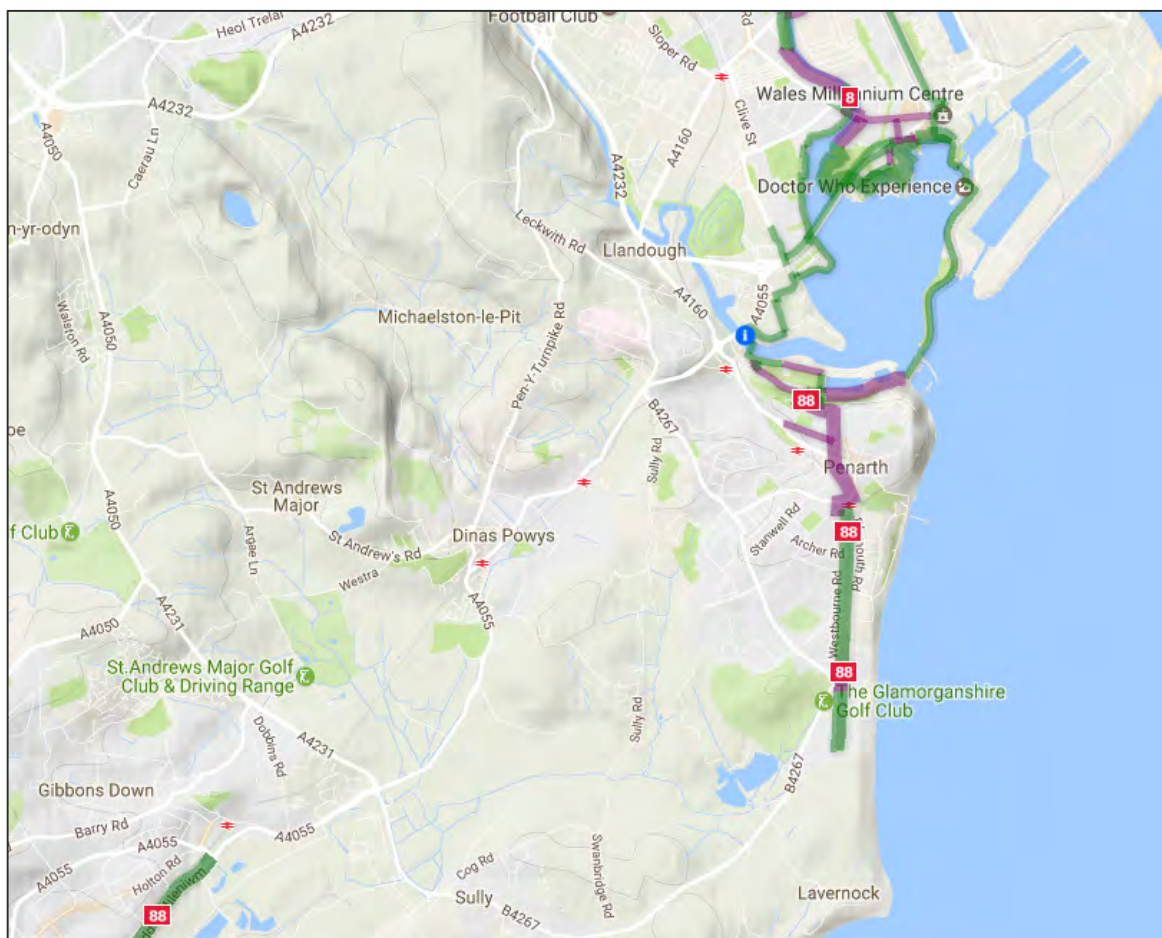 Football Club
Heol Trelai
A4232
Sloper Rd
Rd
8
Wales Millennium Centre
A4232
A4050
Caerau Ln
Clive St
A4160
A4232
Doctor Who Experience
n-yr-odyn
Leckwith Rd
Llandough
A4055
A4160
Walston Rd
A4050
Michaelston-le-Pit
Pen-Y-Turnpike Rd
i
88
B4267
Sully Rd
Penarth
St Andrews
Major
A4050
f Club
Dinas Powys
Stanwell Rd
Archer Rd
88
St Andrew's Rd
Argae Ln
Westra
A4055
Westbourne Rd
A4050
A4231
St.Andrews Major Golf
Club & Driving Range
88
The Glamorganshire
Golf Club
Sully Rd
Dobbins Rd
A4231
B4267
Gibbons Down
Barry Rd
A4055
A4055
A4055
Holton Rd
Cog Rd
Swanbridge Rd
Sully
Lavernock
88
B4267